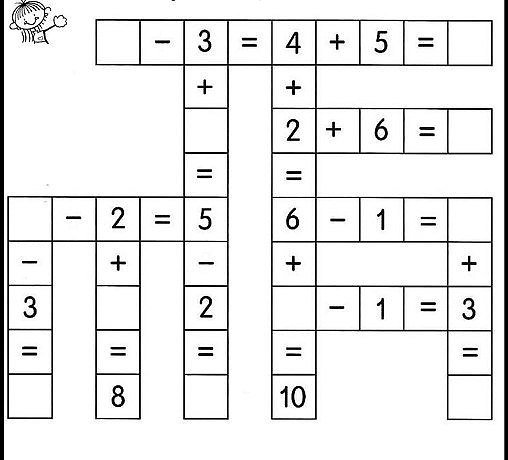 - 3 = 4 + 5 =
+ +
2 + 6 =
= =
- 2 = 5 6 - 1 =
- + - + +
3 2 - 1 = 3
= = = = =
8 10